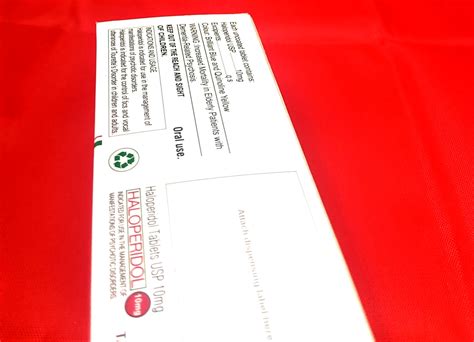 Each uncoated tablet contains:
Haloperidol USP ........ 10mg
Excipients ........ q.s
Colour: Brilliant Blue and Quinoline Yellow
WARNING: Increased Mortality in Elderly Patients with
Dementia-Related Psychosis
KEEP OUT OF THE REACH AND SIGHT
OF CHILDREN.
Oral use.
INDICATIONS AND USAGE
Haloperidol is indicated for use in the management of
manifestations of psychotic disorders.
Haloperidol is indicated for the control of tics and vocal
utterances of Tourette's Disorder in children and adults.
Attach dispensing label here
Haloperidol Tablets USP 10mg
HALOPERIDOL 10mg
INDICATED FOR USE IN THE MANAGEMENT OF
MANIFESTATIONS OF PSYCHOTIC DISORDERS.